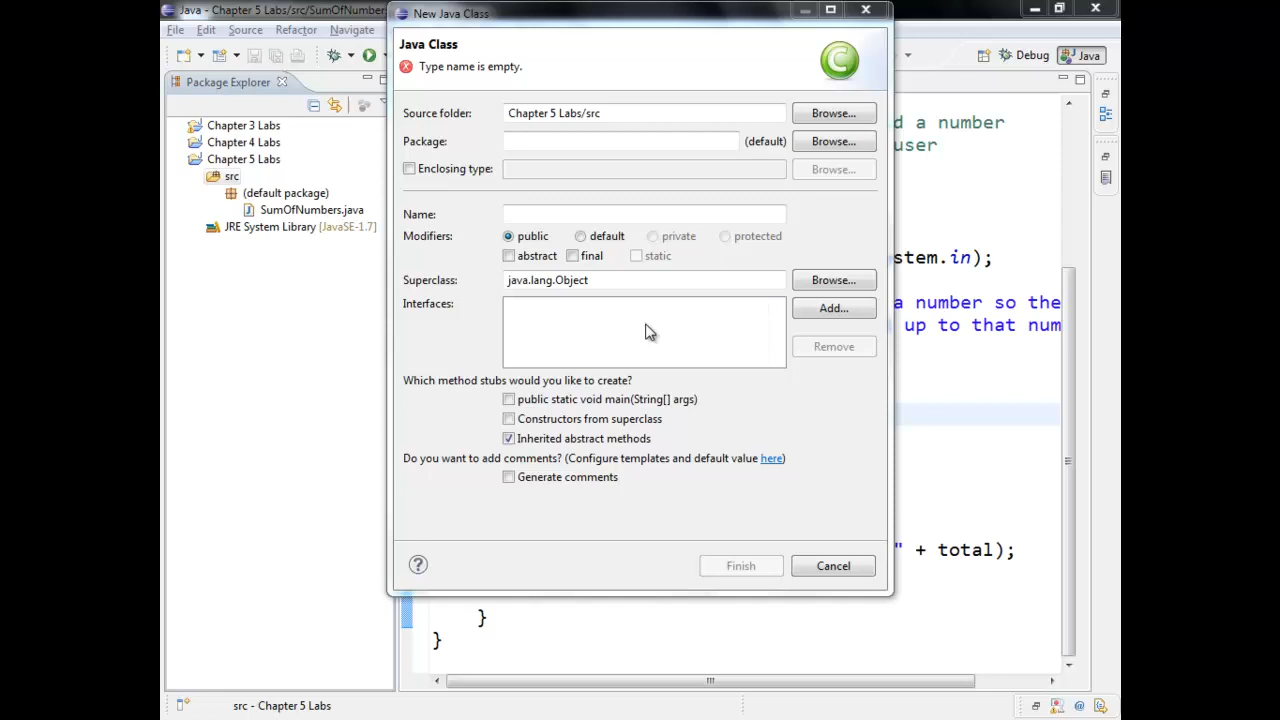 Java - Chapter 5 Labs/src/SumOfNumbers
New Java Class
File Edit Source Refactor Navigate
Java Class
Type name is empty.
Debug Java
Package Explorer
Source folder: Chapter 5 Labs/src Browse...
Package: (default) Browse...
Enclosing type: Browse...
Chapter 3 Labs
Chapter 4 Labs
Chapter 5 Labs
src
(default package)
SumOfNumbers.java
JRE System Library [JavaSE-1.7]
Name:
Modifiers: public default private protected
abstract final static
Superclass: java.lang.Object Browse...
Interfaces: Add...
Remove
Which method stubs would you like to create?
public static void main(String[] args)
Constructors from superclass
Inherited abstract methods
Do you want to add comments? (Configure templates and default value here)
Generate comments
? Finish Cancel
d a number
user
stem.in);
a number so the
up to that num
" + total);
}
}
src - Chapter 5 Labs